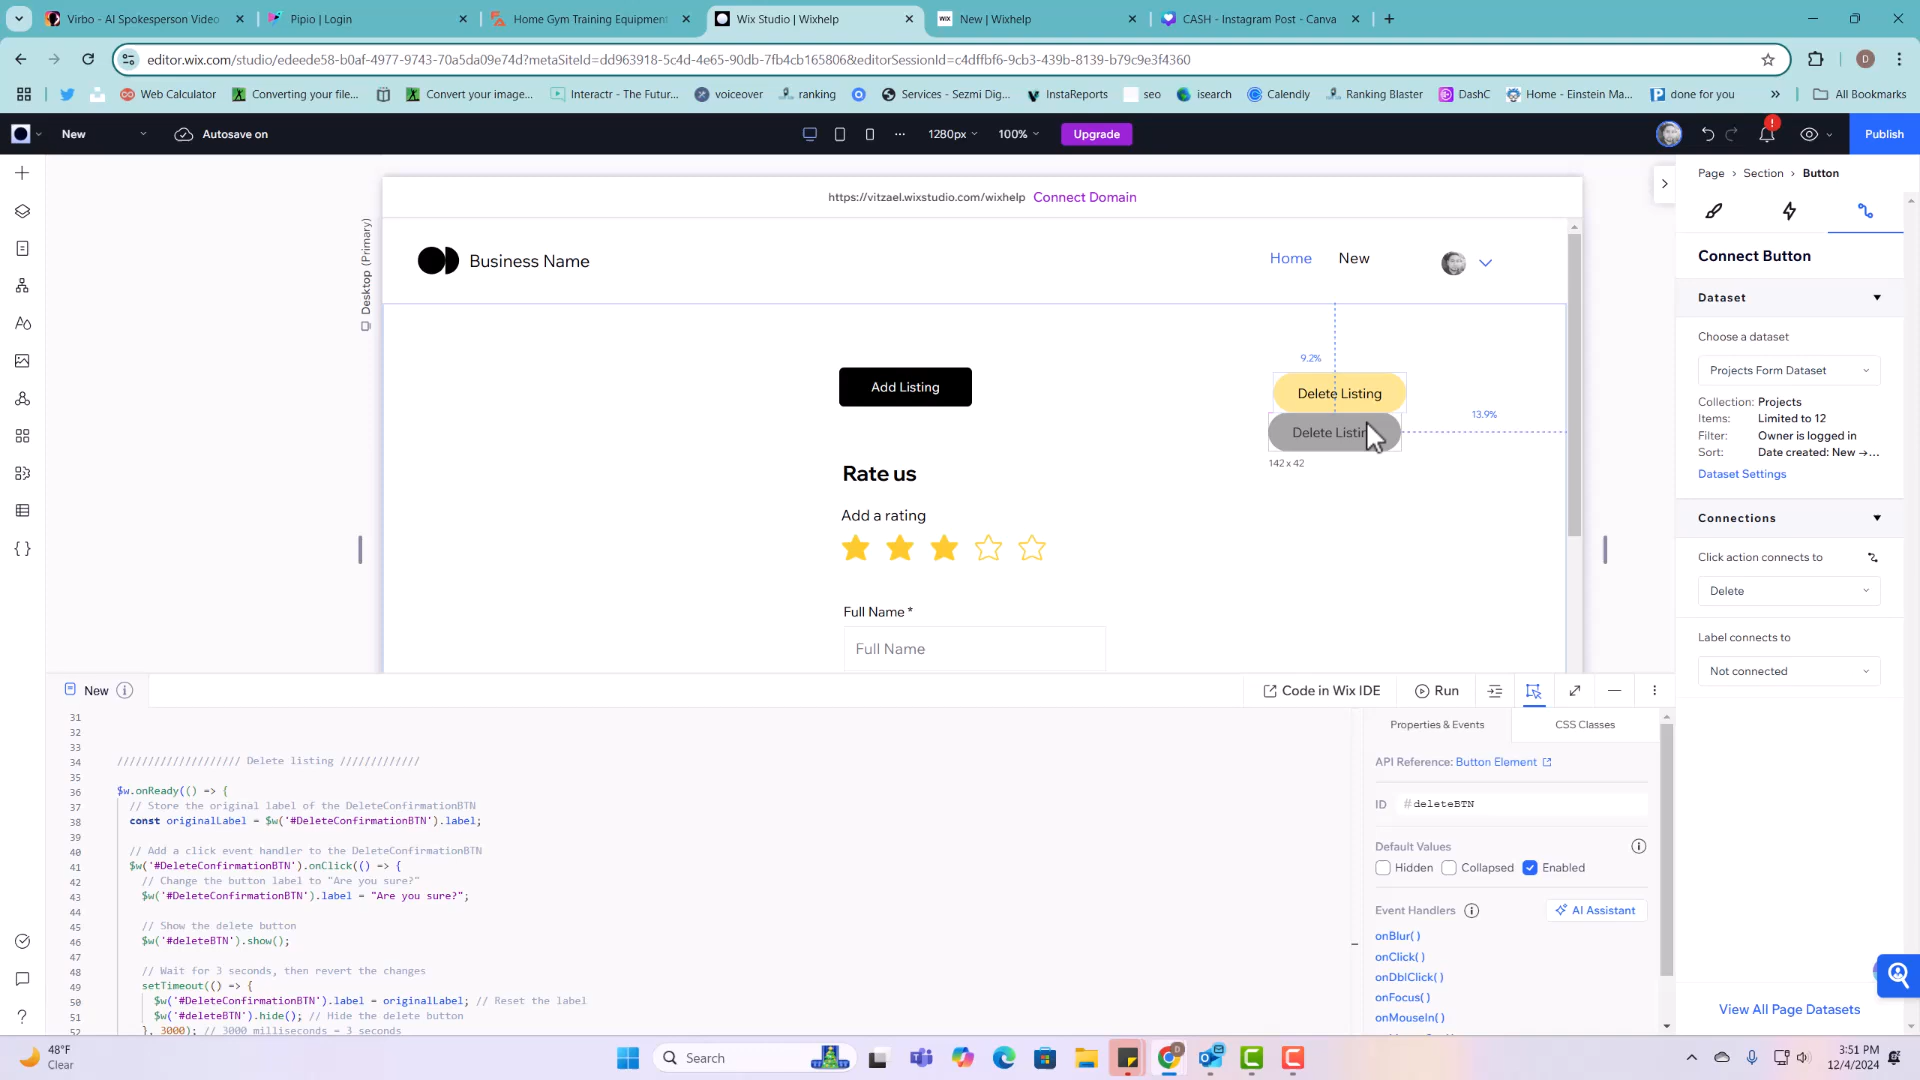 Virbo - AI Spokesperson Video
Pipio | Login
Home Gym Training Equipment
Wix Studio | Wixhelp
WIX New | Wixhelp
CASH - Instagram Post - Canva
editor.wix.com/studio/edeede58-b0af-4977-9743-70a5da09e74d?metaSiteId=dd963918-5c4d-4e65-90db-7fb4cb165806&editorSessionId=c4dffbf6-9cb3-439b-8139-b79c9e3f4360
D
Web Calculator
Converting your file...
Convert your image...
Interactr - The Futur...
voiceover
ranking
Services - Sezmi Dig...
InstaReports
seo
isearch
Calendly
Ranking Blaster
DashC
Home - Einstein Ma...
done for you
All Bookmarks
New
Autosave on
1280px
100%
Upgrade
Publish
https://vitzael.wixstudio.com/wixhelp Connect Domain
Desktop (Primary)
Business Name
Home
New
Add Listing
9.2%
Delete Listing
13.9%
Delete Listin
142 x 42
Rate us
Add a rating
Full Name *
Full Name
Page > Section > Button
Connect Button
Dataset
Choose a dataset
Projects Form Dataset
Collection: Projects
Items: Limited to 12
Filter: Owner is logged in
Sort: Date created: New →...
Dataset Settings
Connections
Click action connects to
Delete
Label connects to
Not connected
View All Page Datasets
New
Code in Wix IDE
Run
31
32
33
34 //////////////////// Delete listing /////////////
35
36 $w.onReady(() => {
37 // Store the original label of the DeleteConfirmationBTN
38 const originalLabel = $w('#DeleteConfirmationBTN').label;
39
40 // Add a click event handler to the DeleteConfirmationBTN
41 $w('#DeleteConfirmationBTN').onClick(() => {
42 // Change the button label to "Are you sure?"
43 $w('#DeleteConfirmationBTN').label = "Are you sure?";
44
45 // Show the delete button
46 $w('#deleteBTN').show();
47
48 // Wait for 3 seconds, then revert the changes
49 setTimeout(() => {
50 $w('#DeleteConfirmationBTN').label = originalLabel; // Reset the label
51 $w('#deleteBTN').hide(); // Hide the delete button
52 }, 3000); // 3000 milliseconds = 3 seconds
Properties & Events
CSS Classes
API Reference: Button Element
ID #deleteBTN
Default Values
Hidden
Collapsed
Enabled
Event Handlers
AI Assistant
onBlur( )
onClick( )
onDblClick( )
onFocus( )
onMouseIn( )
48°F
Clear
Search
3:51 PM
12/4/2024